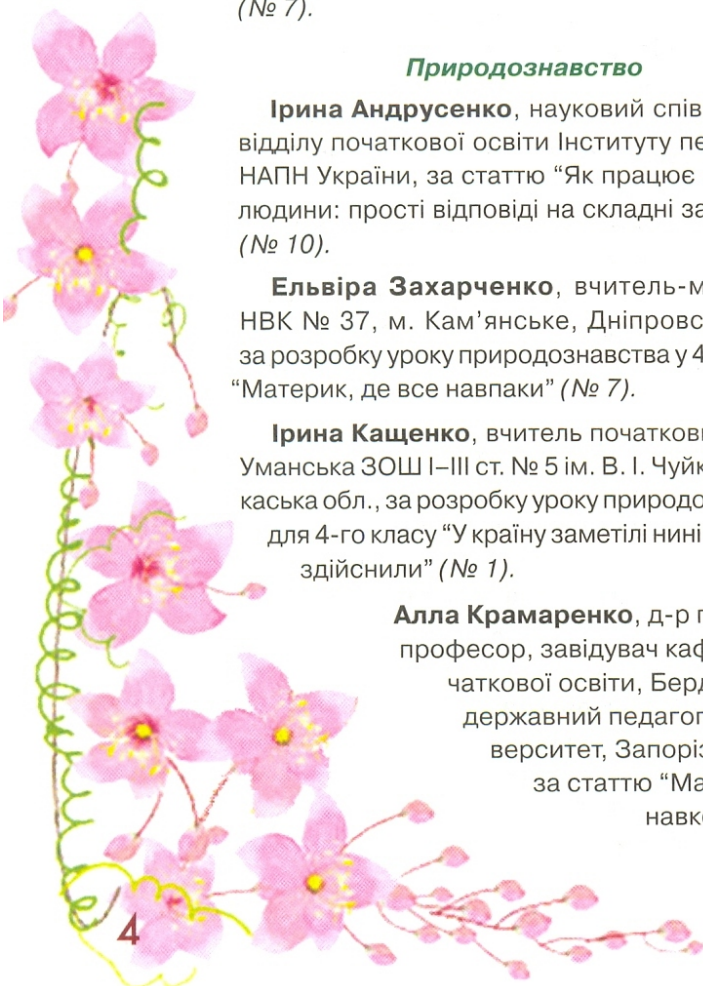 (№ 7).
Природознавство
Ірина Андрусенко, науковий спів
відділу початкової освіти Інституту пе
НАПН України, за статтю “Як працює
людини: прості відповіді на складні за
(№ 10).
Ельвіра Захарченко, вчитель-м
НВК № 37, м. Кам’янське, Дніпровс
за розробку уроку природознавства у 4
“Материк, де все навпаки” (№ 7).
Ірина Кащенко, вчитель початкови
Уманська ЗОШ І–ІІІ ст. № 5 ім. В. І. Чуйк
каська обл., за розробку уроку природо
для 4-го класу “У країну заметілі нині
здійснили” (№ 1).
Алла Крамаренко, д-р п
професор, завідувач каф
чаткової освіти, Берд
державний педагог
верситет, Запоріз
за статтю “Ма
навк
4